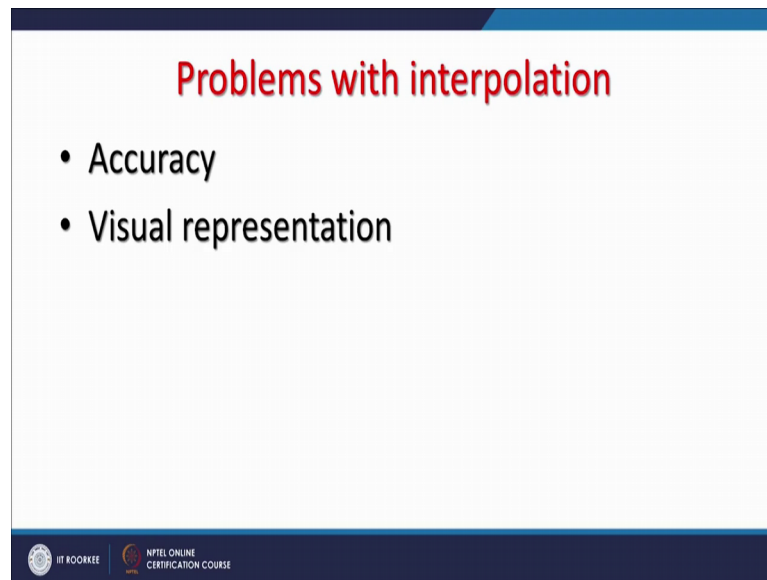 Problems with interpolation
• Accuracy
• Visual representation
IIT ROORKEE
NPTEL ONLINE
CERTIFICATION COURSE